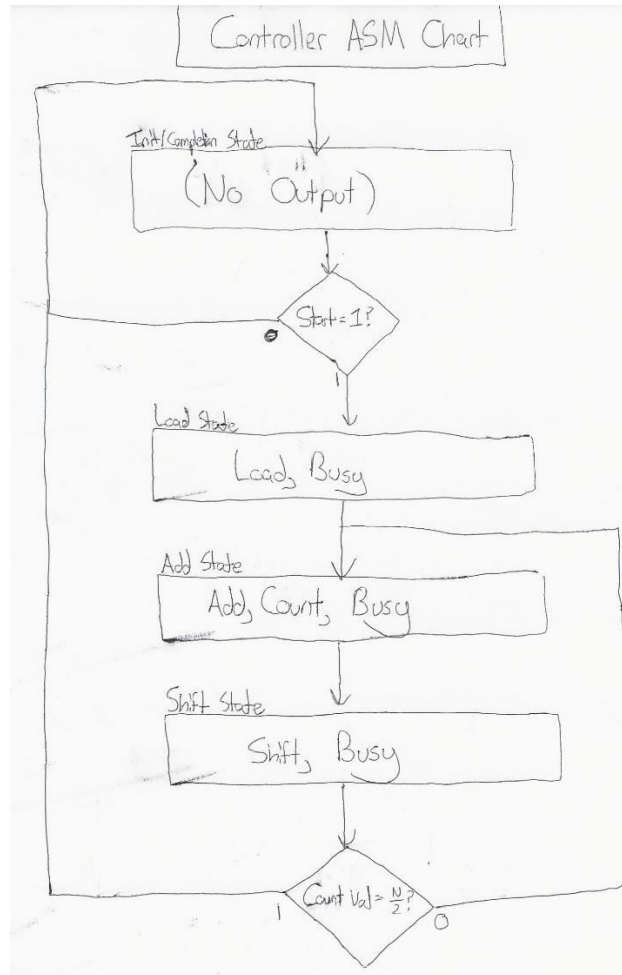 Controller ASM Chart
Init/Completion State
(No Output)
Start=1?
0
1
Load State
Load, Busy
Add State
Add, Count, Busy
Shift State
Shift, Busy
Count Val = N/2?
1
0